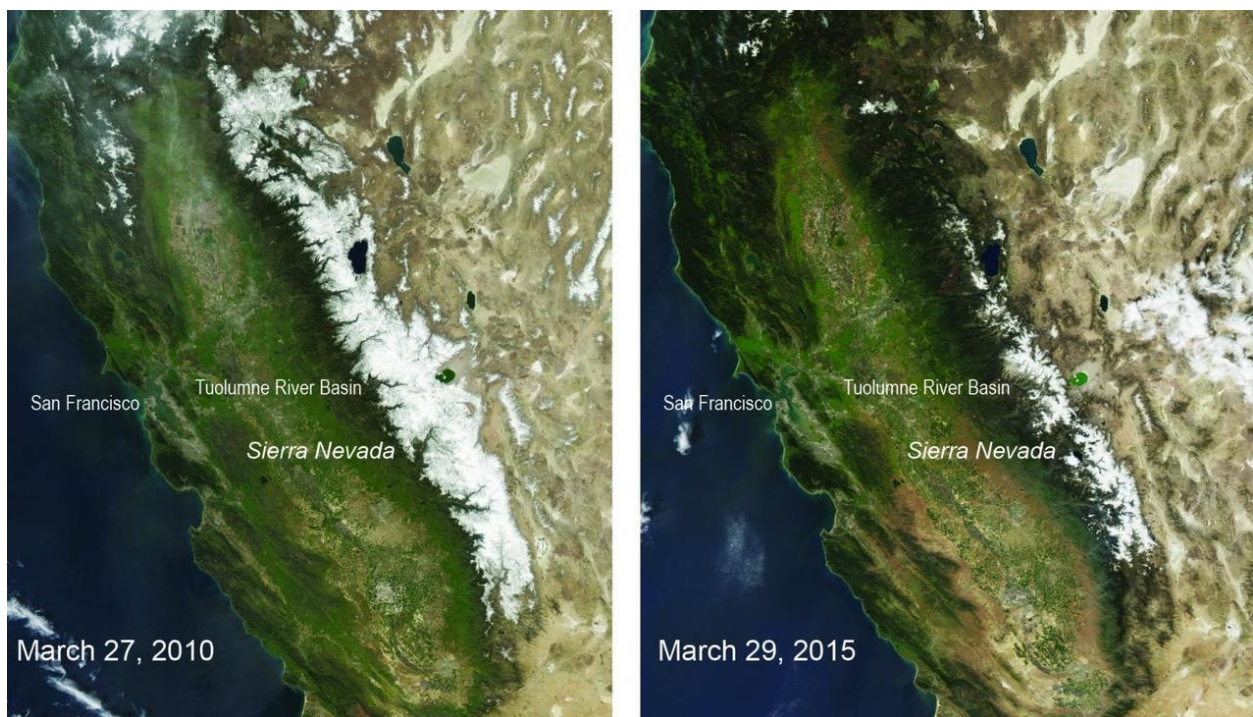 San Francisco
Tuolumne River Basin
Sierra Nevada
March 27, 2010
San Francisco
Tuolumne River Basin
Sierra Nevada
March 29, 2015